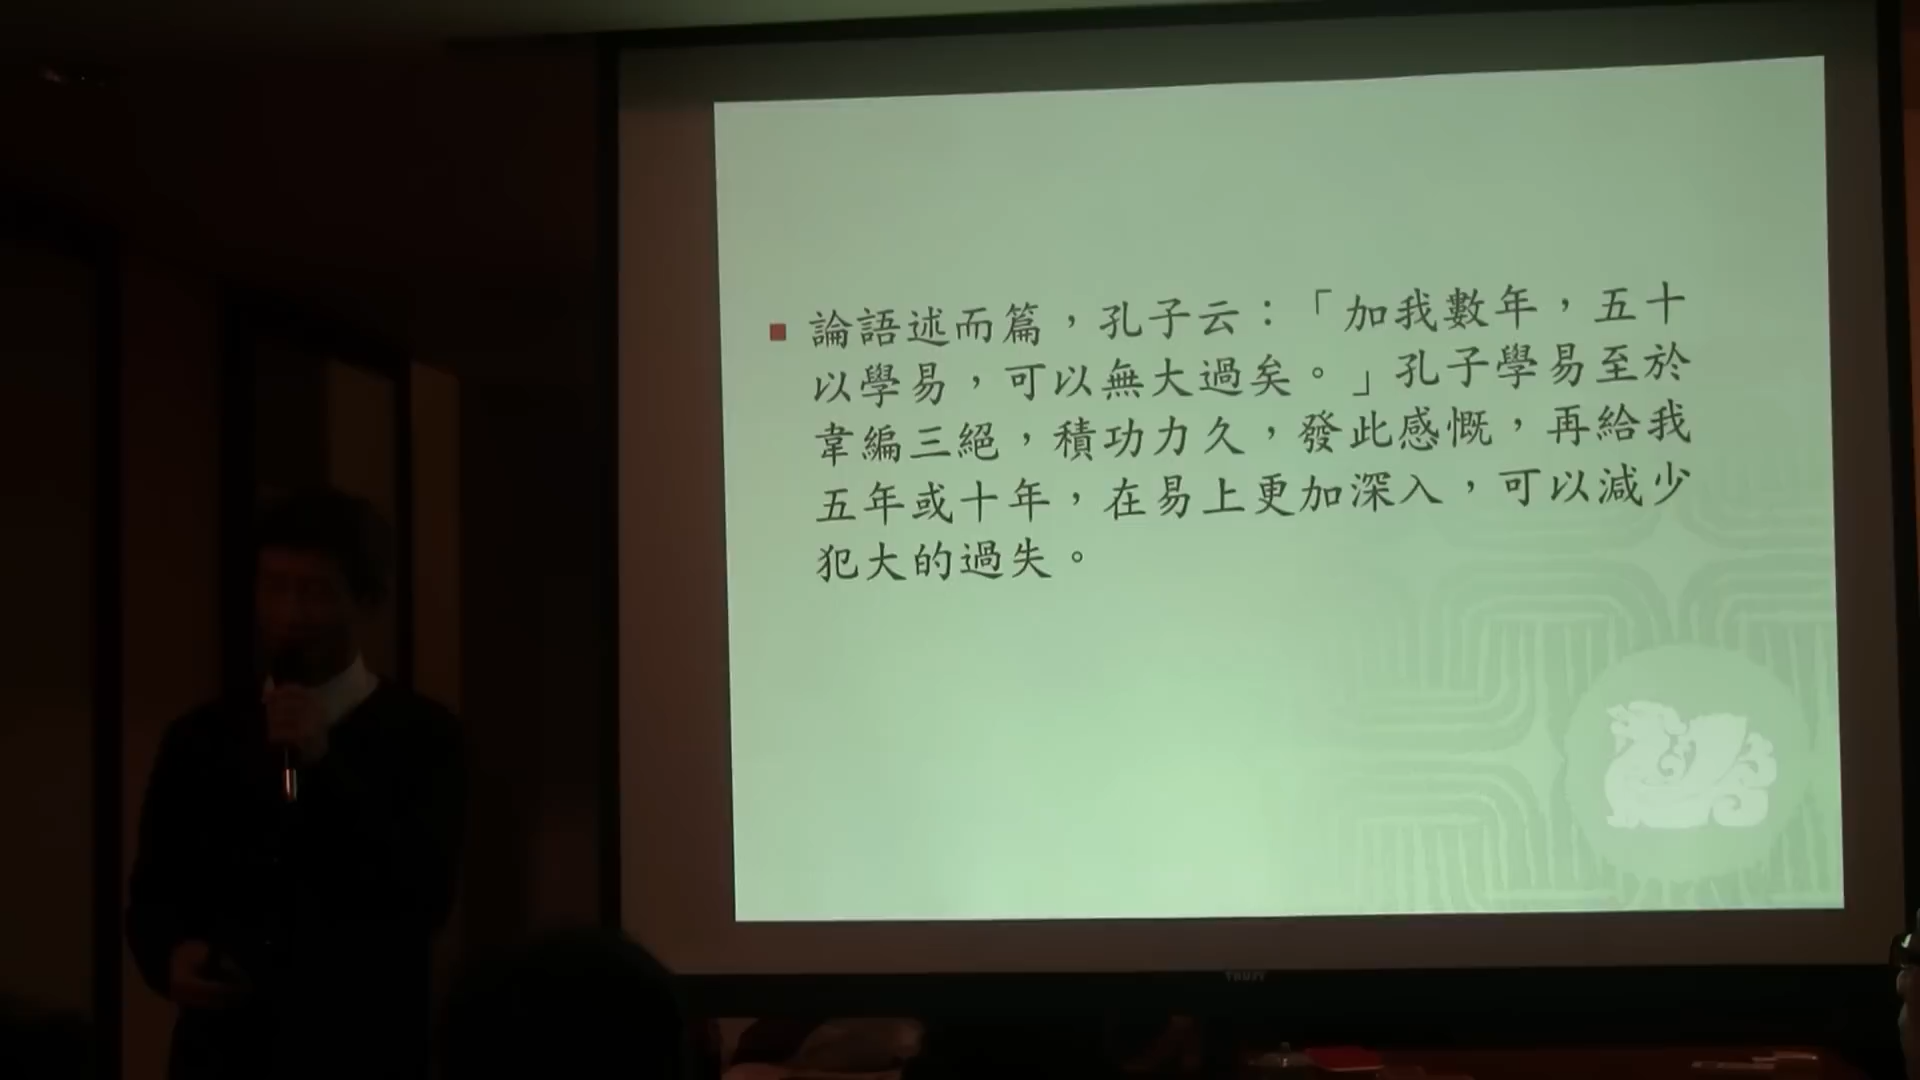 論語述而篇，孔子云：「加我數年，五十
以學易，可以無大過矣。」孔子學易至於
韋編三絕，積功力久，發此感慨，再給我
五年或十年，在易上更加深入，可以減少
犯大的過失。